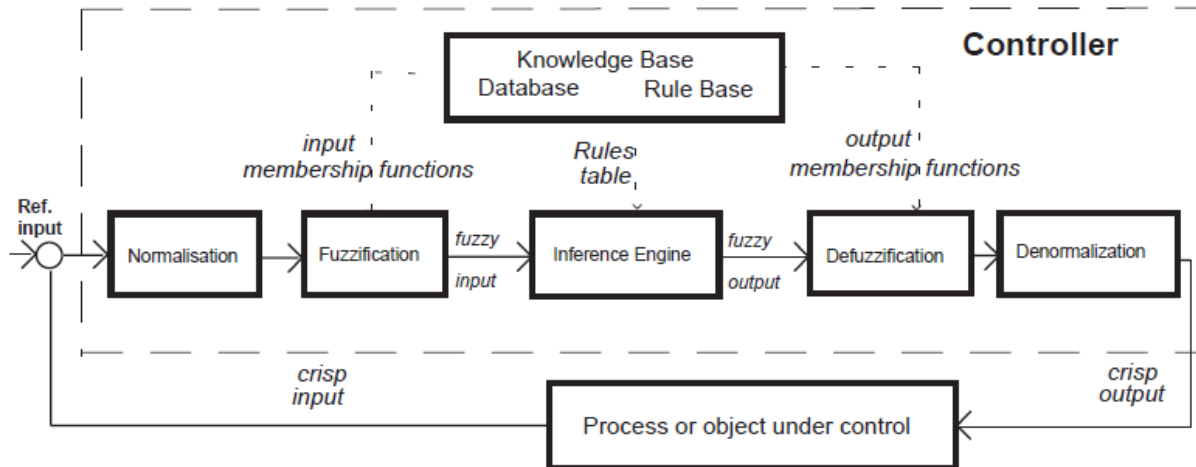 Controller
Knowledge Base
Database Rule Base
input
membership functions
Rules
table
output
membership functions
Ref.
input
Normalisation
Fuzzification
fuzzy
input
Inference Engine
fuzzy
output
Defuzzification
Denormalization
crisp
input
Process or object under control
crisp
output